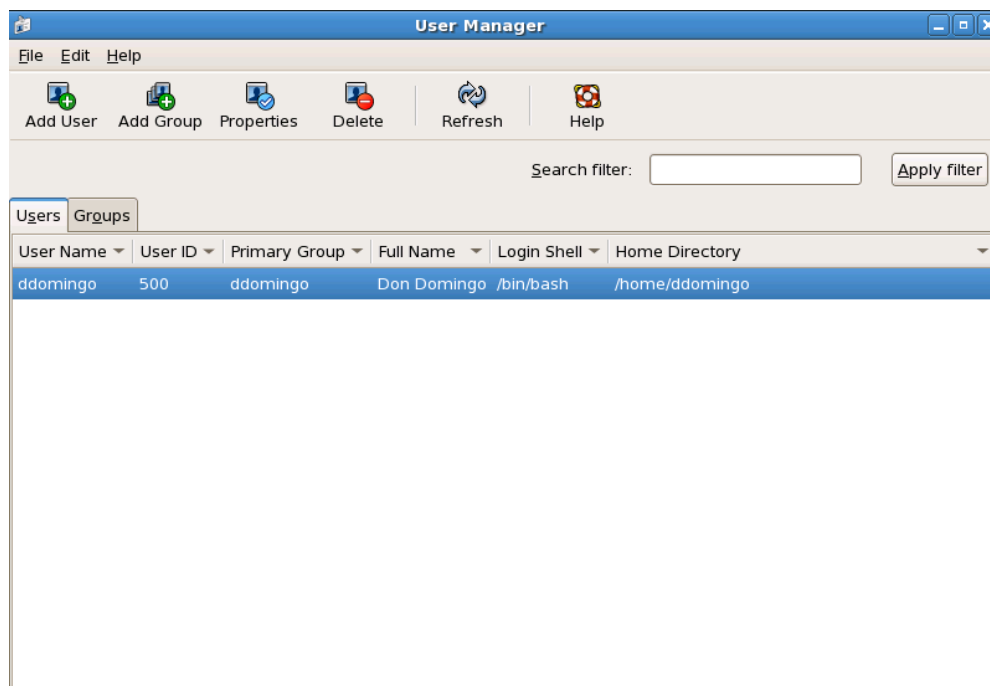 User Manager
File Edit Help
Add User Add Group Properties Delete Refresh Help
Search filter: Apply filter
Users Groups
User Name User ID Primary Group Full Name Login Shell Home Directory
ddomingo 500 ddomingo Don Domingo /bin/bash /home/ddomingo